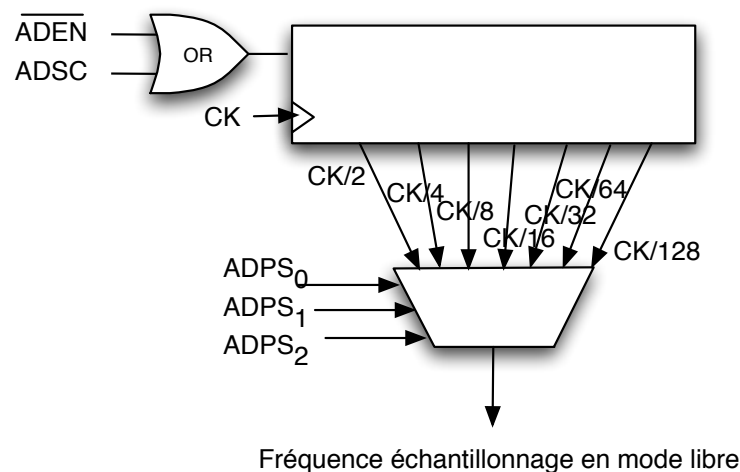 ADEN
OR
ADSC
CK
CK/2
CK/4
CK/8
CK/16
CK/32
CK/64
CK/128
ADPS0
ADPS1
ADPS2
Fréquence échantillonnage en mode libre